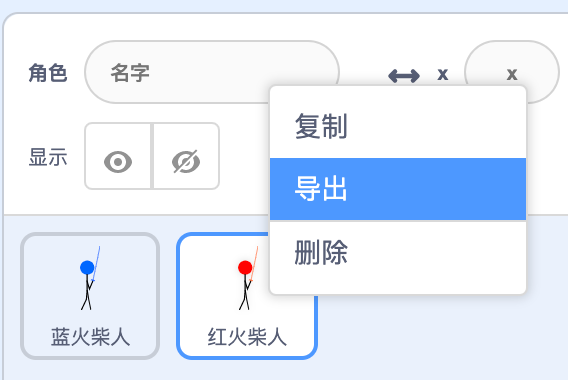 角色 名字 x x
复制
显示
导出
删除
蓝火柴人 红火柴人